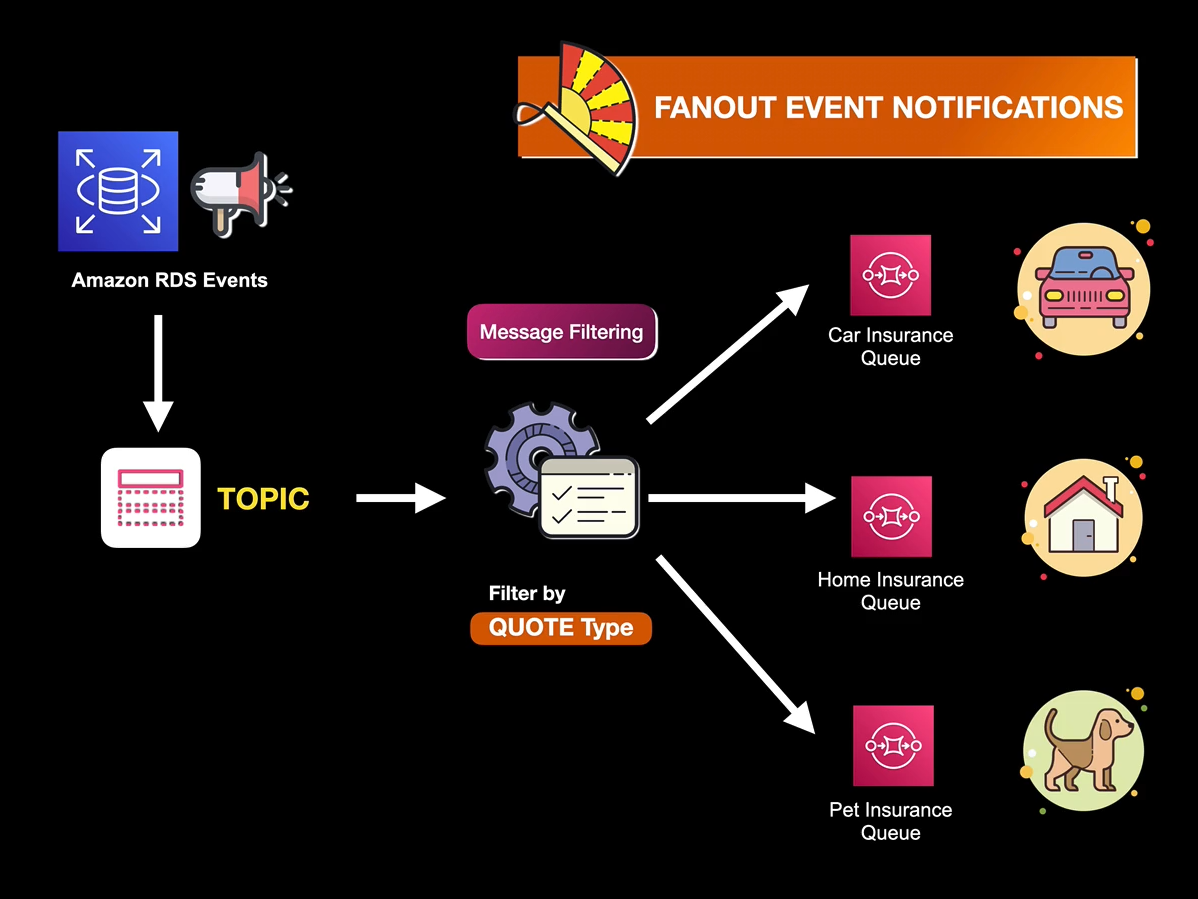 FANOUT EVENT NOTIFICATIONS
Amazon RDS Events
TOPIC
Message Filtering
Filter by
QUOTE Type
Car Insurance
Queue
Home Insurance
Queue
Pet Insurance
Queue